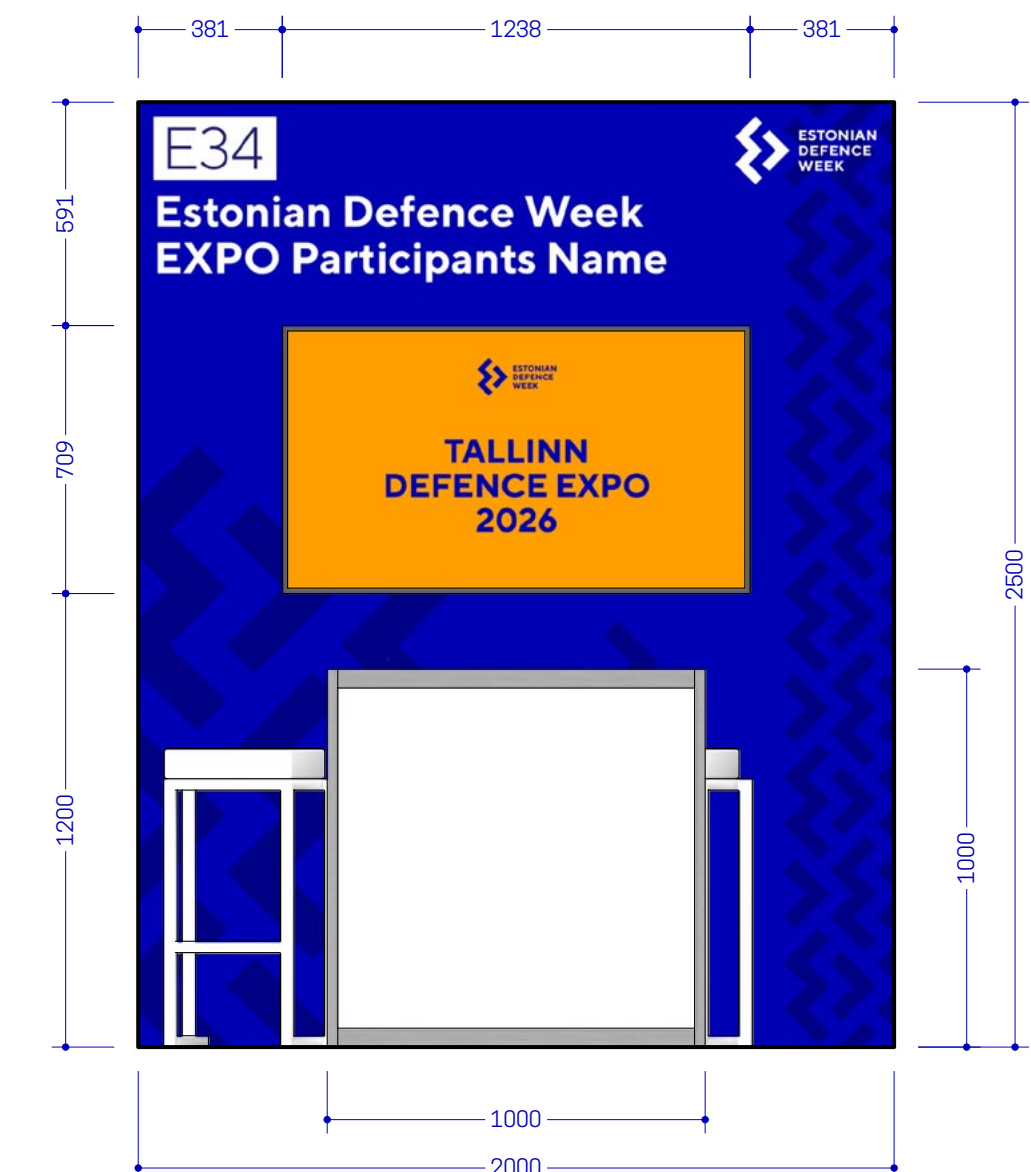 381
1238
381
E34
ESTONIAN
DEFENCE
WEEK
Estonian Defence Week
EXPO Participants Name
591
ESTONIAN
DEFENCE
WEEK
TALLINN
DEFENCE EXPO
2026
709
2500
1200
1000
1000
2000